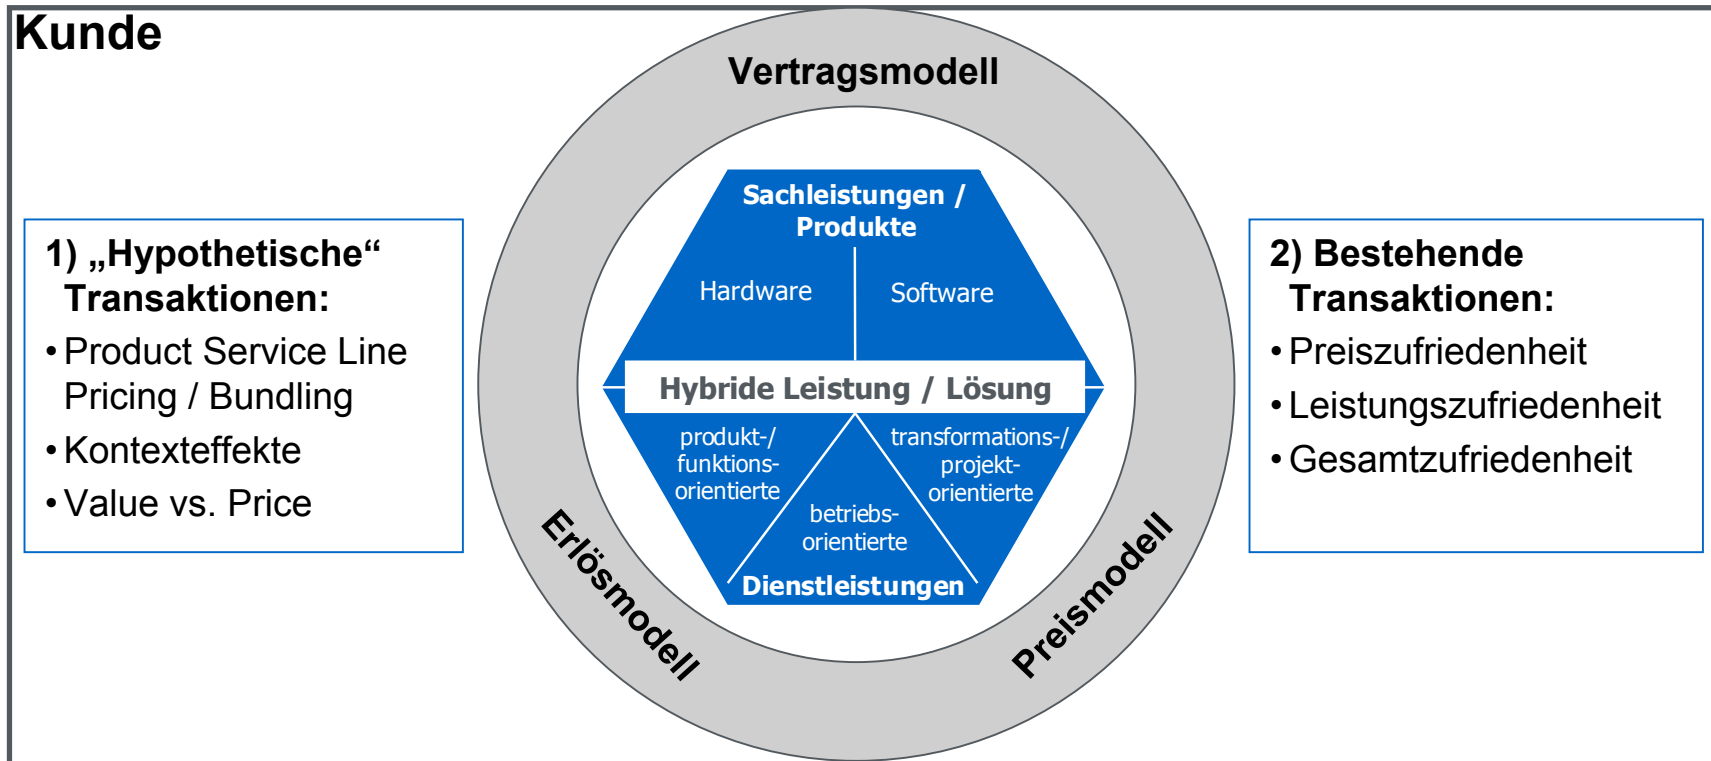 Kunde
Vertragsmodell
1) „Hypothetische“
Transaktionen:
• Product Service Line
Pricing / Bundling
• Kontexteffekte
• Value vs. Price
Sachleistungen /
Produkte
Hardware
Software
Hybride Leistung / Lösung
produkt-/
funktions-
orientierte
betriebs-
orientierte
transformations-/
projekt-
orientierte
Dienstleistungen
Erlösmodell
Preismodell
2) Bestehende
Transaktionen:
• Preiszufriedenheit
• Leistungszufriedenheit
• Gesamtzufriedenheit